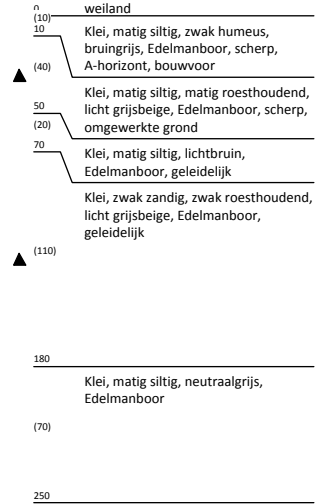 0
weiland
(10)
10
Klei, matig siltig, zwak humeus,
bruingrijs, Edelmanboor, scherp,
A-horizont, bouwvoor
(40)
Klei, matig siltig, matig roesthoudend,
licht grijsbeige, Edelmanboor, scherp,
omgewerkte grond
50
(20)
70
Klei, matig siltig, lichtbruin,
Edelmanboor, geleidelijk
Klei, zwak zandig, zwak roesthoudend,
licht grijsbeige, Edelmanboor,
geleidelijk
(110)
180
Klei, matig siltig, neutraalgrijs,
Edelmanboor
(70)
250